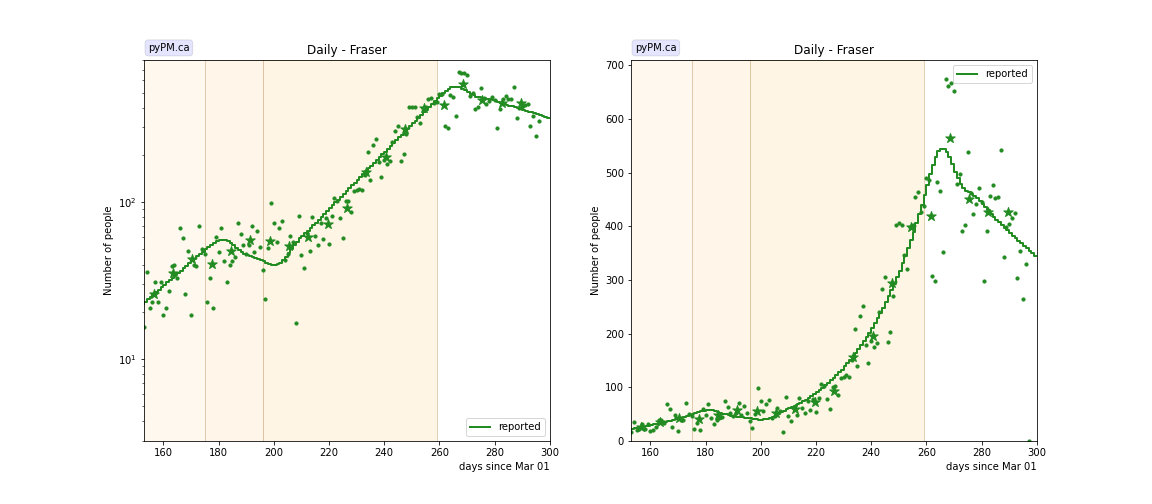 pyPM.ca
Daily - Fraser
Number of people
10²
10¹
160 180 200 220 240 260 280 300
days since Mar 01
reported
pyPM.ca
Daily - Fraser
reported
Number of people
700
600
500
400
300
200
100
0
160 180 200 220 240 260 280 300
days since Mar 01